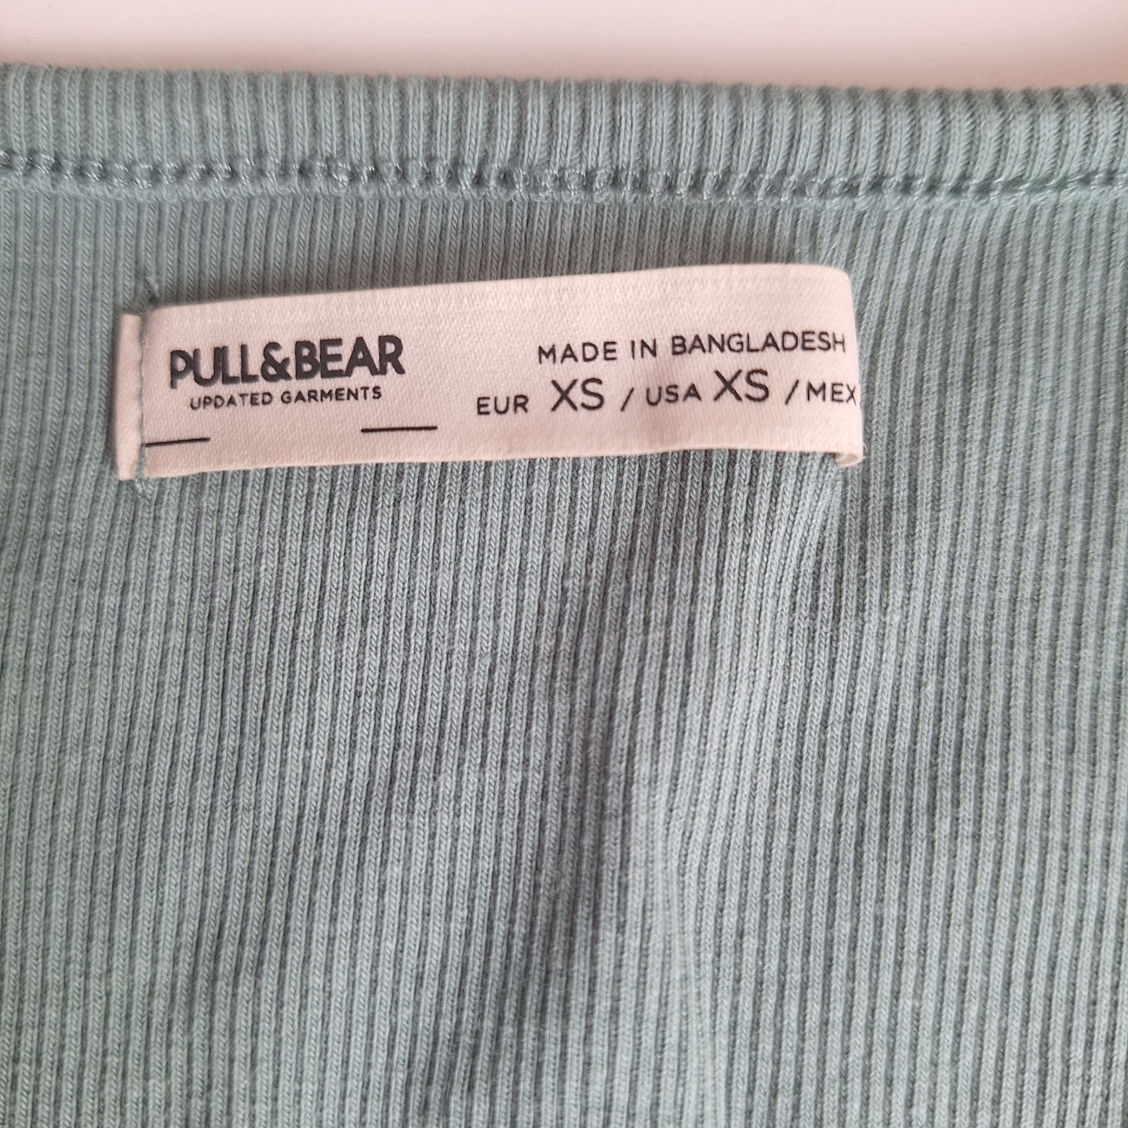 PULL&BEAR
UPDATED GARMENTS
MADE IN BANGLADESH
EUR XS / USA XS / MEX